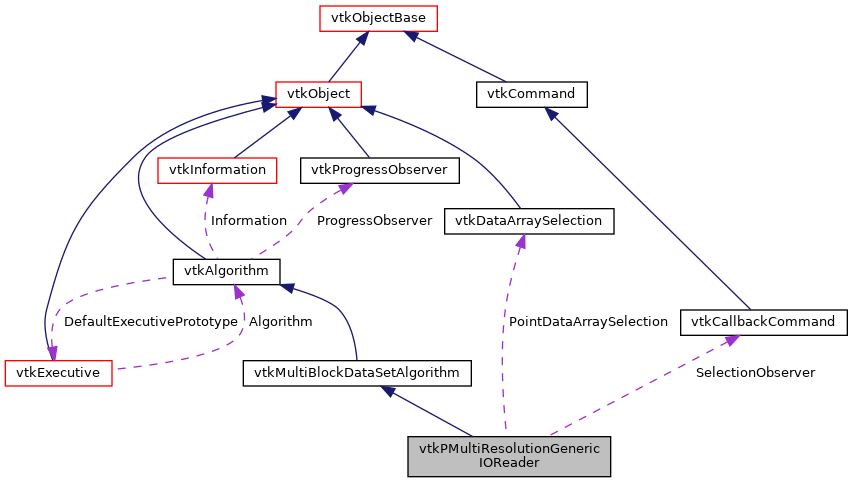 vtkObjectBase
vtkObject
vtkCommand
vtkInformation
vtkProgressObserver
vtkDataArraySelection
Information
ProgressObserver
vtkAlgorithm
DefaultExecutivePrototype
Algorithm
PointDataArraySelection
vtkCallbackCommand
vtkExecutive
vtkMultiBlockDataSetAlgorithm
SelectionObserver
vtkPMultiResolutionGeneric
IOReader